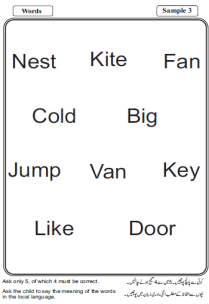 Words Sample 3
Nest Kite Fan
Cold Big
Jump Van Key
Like Door
Ask only 5, of which 4 must be correct.
Ask the child to say the meaning of the words
in the local language.